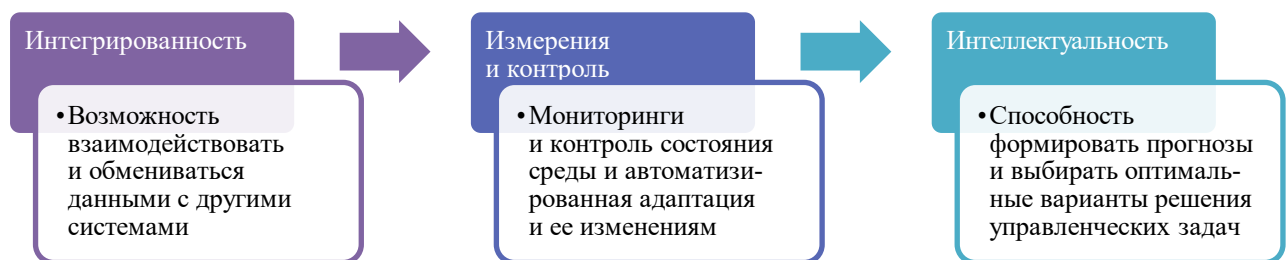 Интегрированность
•Возможность
взаимодействовать
и обмениваться
данными с другими
системами
Измерения
и контроль
•Мониторинги
и контроль состояния
среды и автоматизи-
рованная адаптация
и ее изменениям
Интеллектуальность
•Способность
формировать прогнозы
и выбирать оптималь-
ные варианты решения
управленческих задач